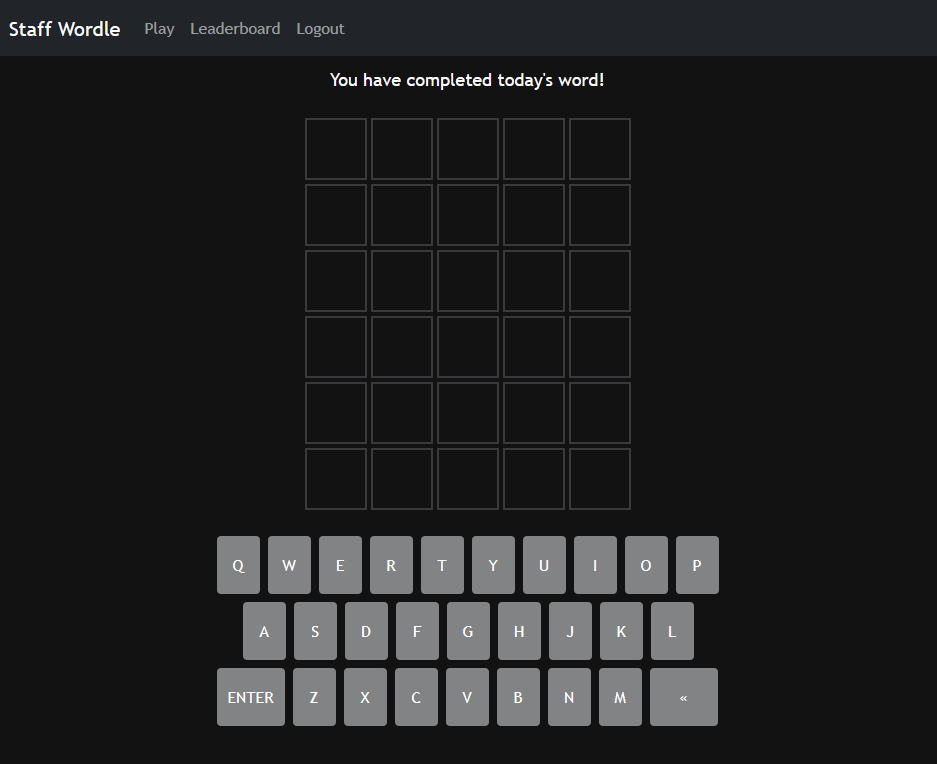 Staff Wordle Play Leaderboard Logout
You have completed today's word!
Q W E R T Y U I O P
A S D F G H J K L
ENTER Z X C V B N M «